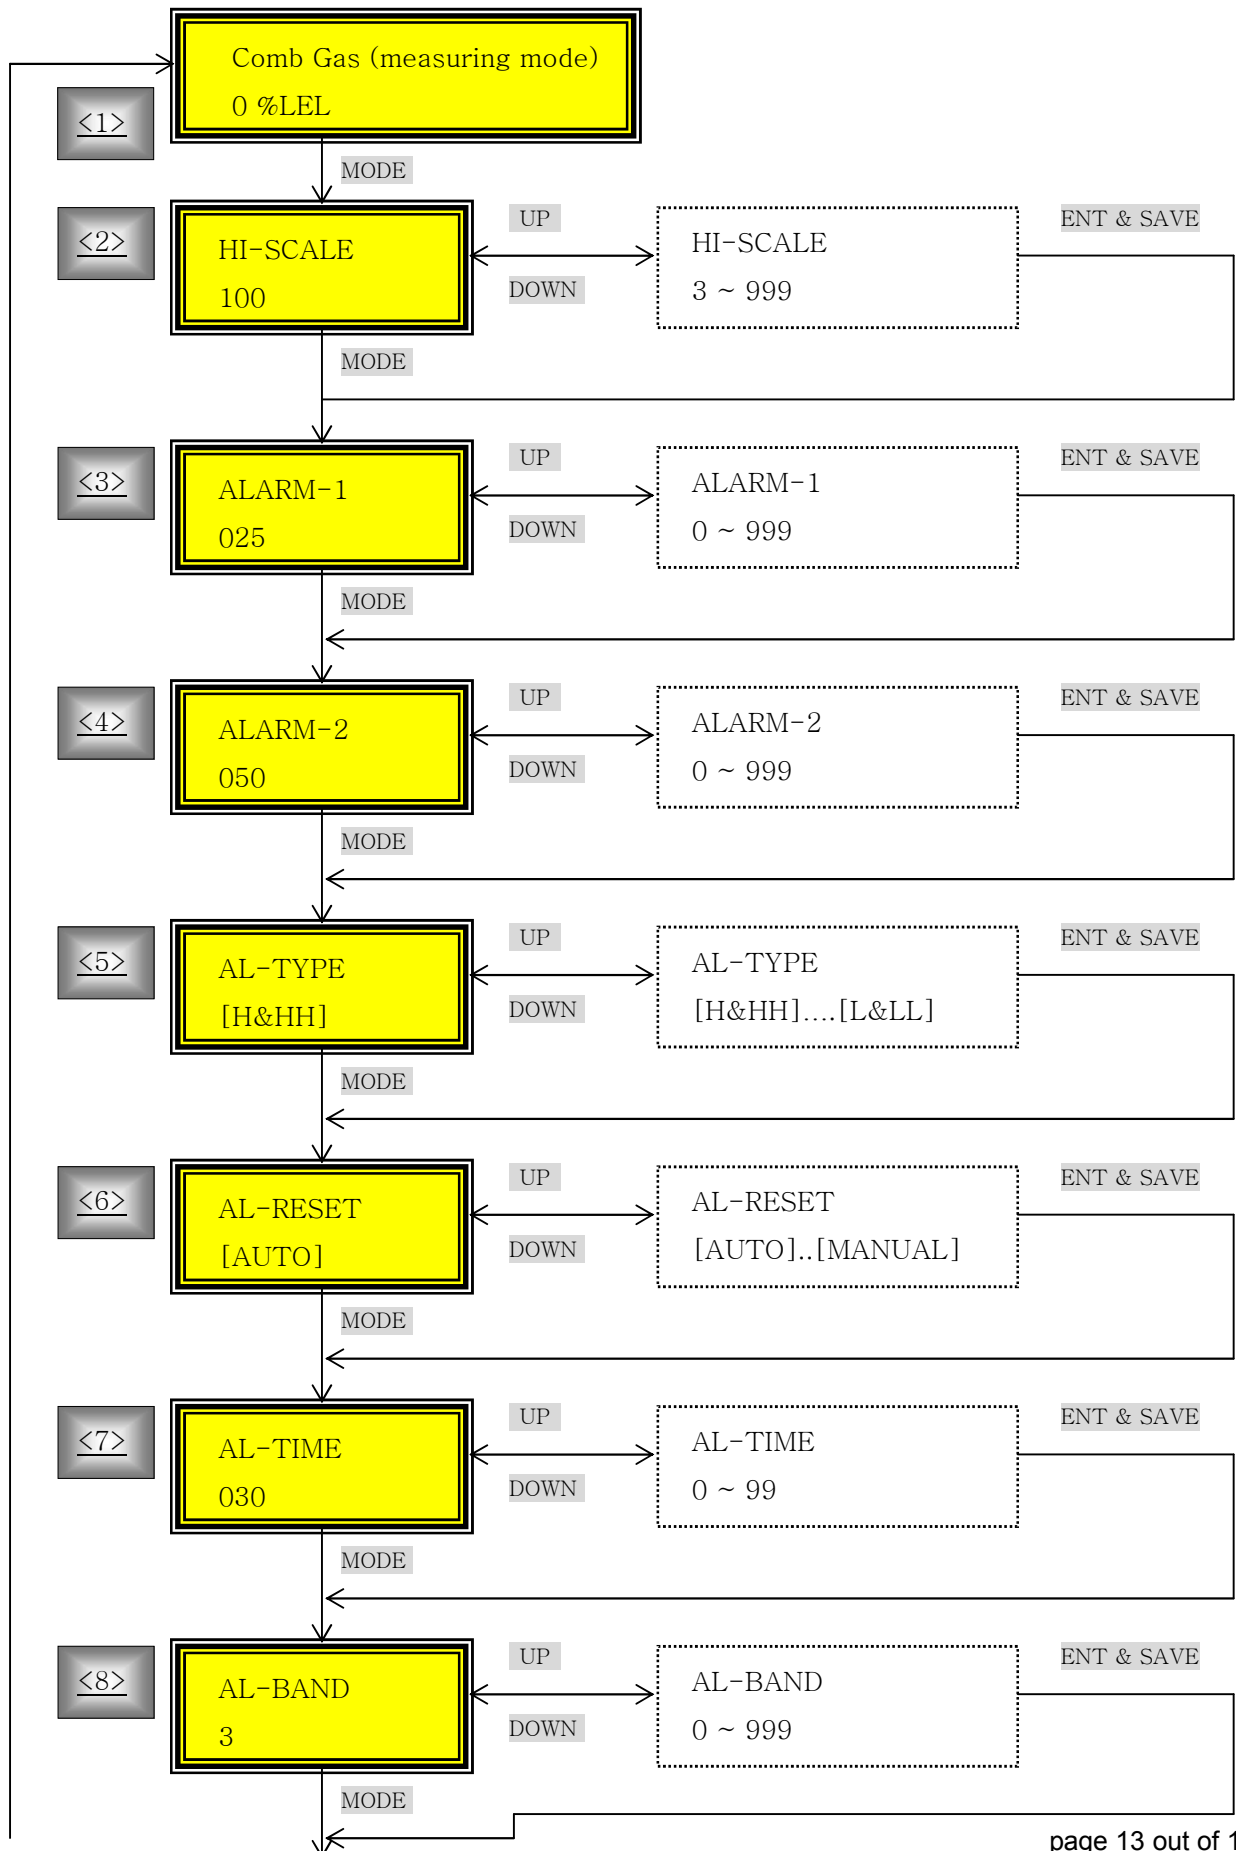 Comb Gas (measuring mode)
0 %LEL
<1>
MODE
<2>
HI-SCALE
100
UP
DOWN
HI-SCALE
3 ~ 999
ENT & SAVE
MODE
<3>
ALARM-1
025
UP
DOWN
ALARM-1
0 ~ 999
ENT & SAVE
MODE
<4>
ALARM-2
050
UP
DOWN
ALARM-2
0 ~ 999
ENT & SAVE
MODE
<5>
AL-TYPE
[H&HH]
UP
DOWN
AL-TYPE
[H&HH]....[L&LL]
ENT & SAVE
MODE
<6>
AL-RESET
[AUTO]
UP
DOWN
AL-RESET
[AUTO]..[MANUAL]
ENT & SAVE
MODE
<7>
AL-TIME
030
UP
DOWN
AL-TIME
0 ~ 99
ENT & SAVE
MODE
<8>
AL-BAND
3
UP
DOWN
AL-BAND
0 ~ 999
ENT & SAVE
MODE
page 13 out of 1